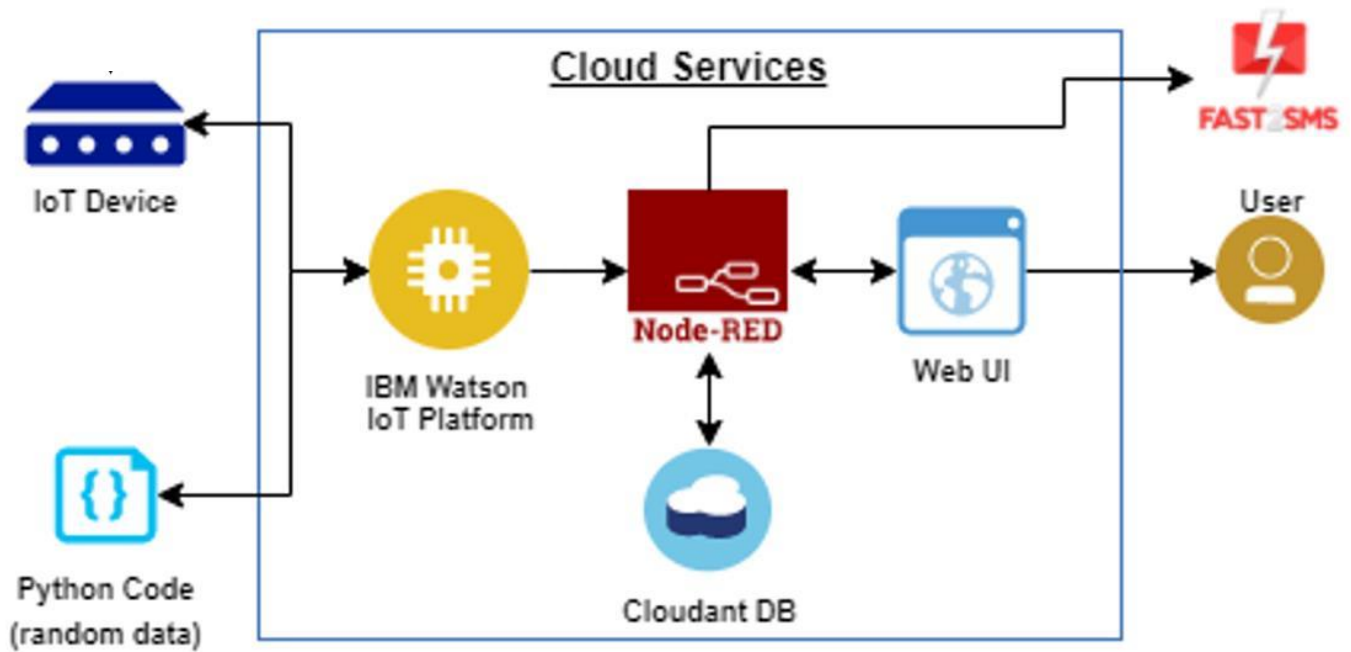 Cloud Services
FAST2SMS
IoT Device
User
Node-RED
Web UI
IBM Watson
IoT Platform
Python Code
(random data)
Cloudant DB